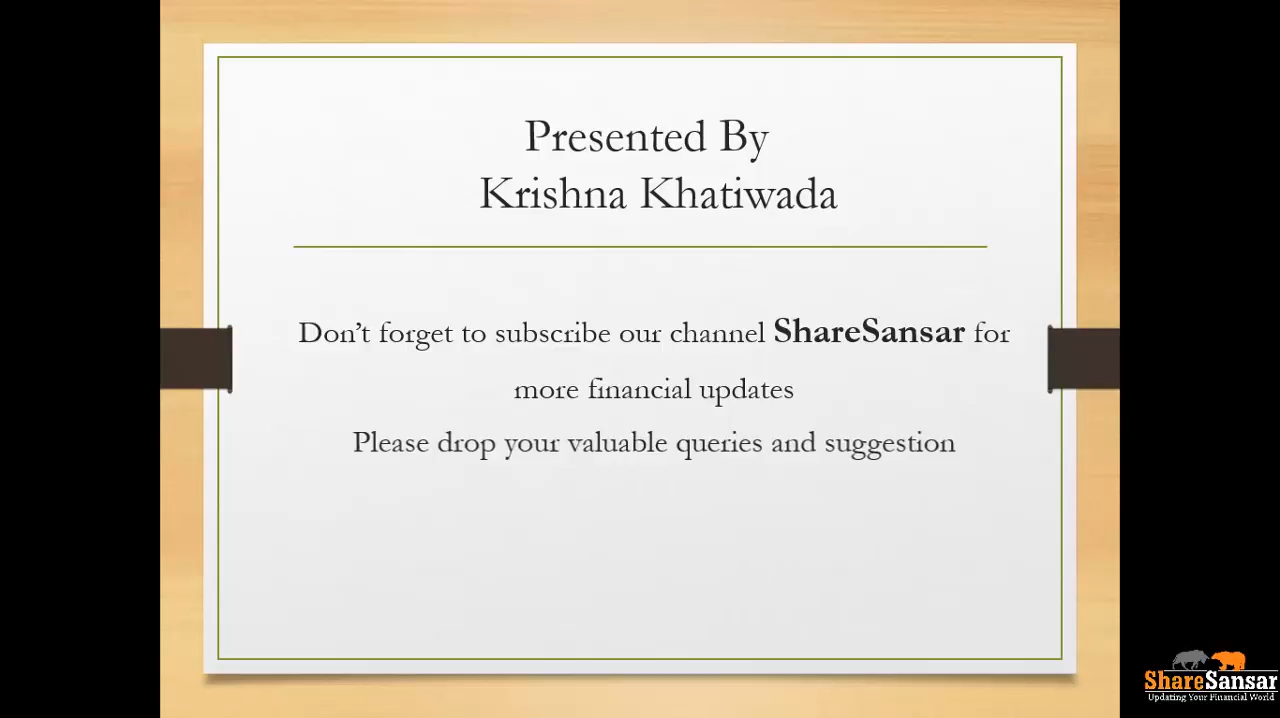 Presented By
Krishna Khatiwada
Don't forget to subscribe our channel ShareSansar for
more financial updates
Please drop your valuable queries and suggestion
ShareSansar
Updating Your Financial World